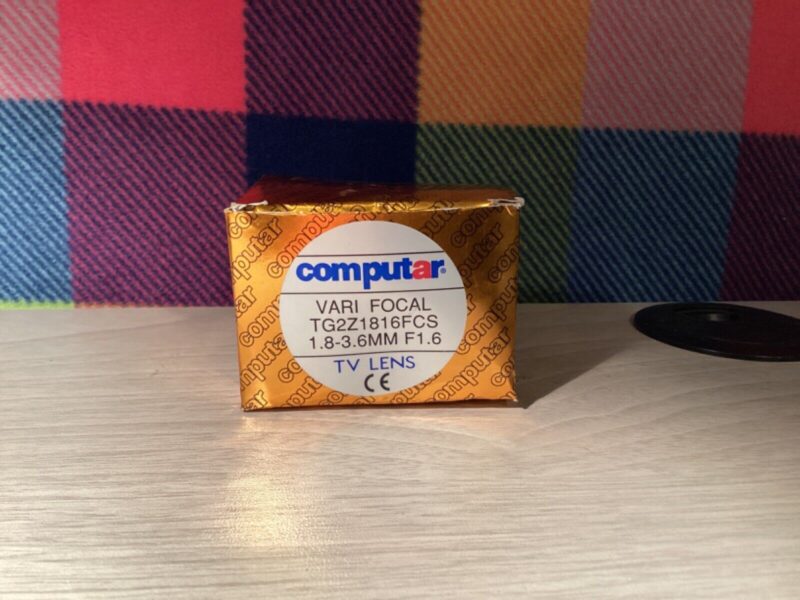 computar
VARI FOCAL
TG2Z1816FCS
1.8-3.6MM F1.6
TV LENS
CE